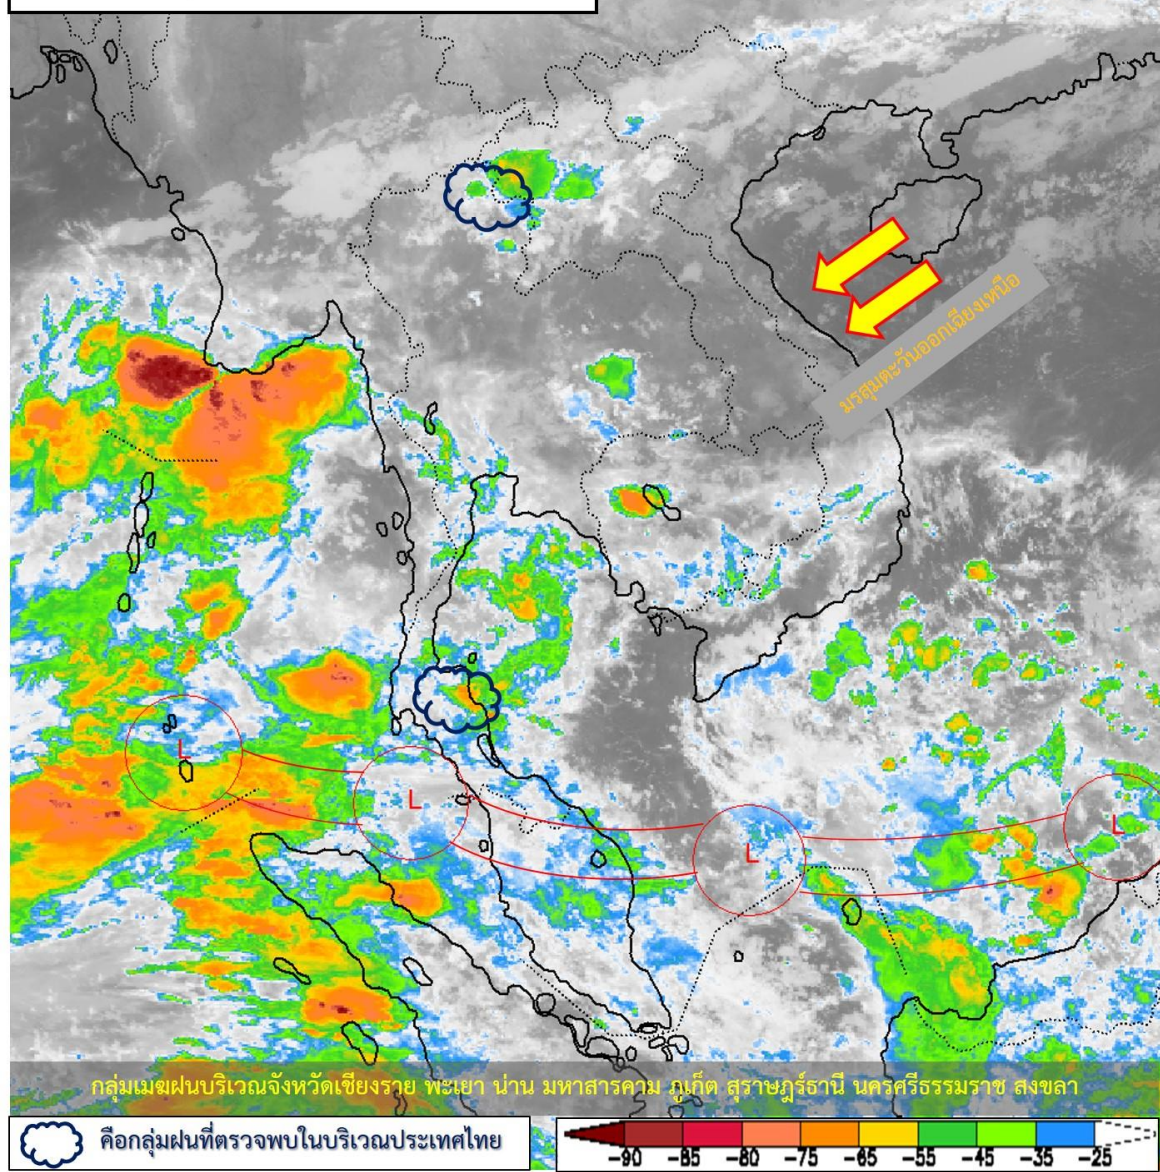 มรสุมตะวันออกเฉียงเหนือ
L
L
L
L
กลุ่มเมฆฝนบริเวณจังหวัดเชียงราย พะเยา น่าน มหาสารคาม ภูเก็ต สุราษฎร์ธานี นครศรีธรรมราช สงขลา
คือกลุ่มฝนที่ตรวจพบในบริเวณประเทศไทย
-90 -85 -80 -75 -65 -55 -45 -35 -25